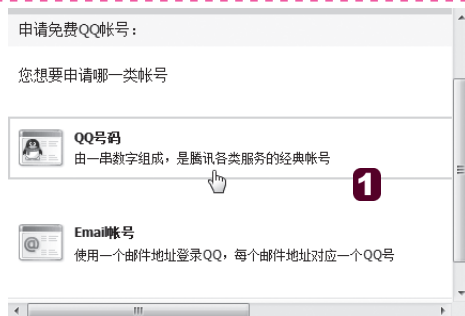 申请免费QQ帐号：
您想要申请哪一类帐号
QQ号码
由一串数字组成，是腾讯各类服务的经典帐号
1
Email帐号
使用一个邮件地址登录QQ，每个邮件地址对应一个QQ号